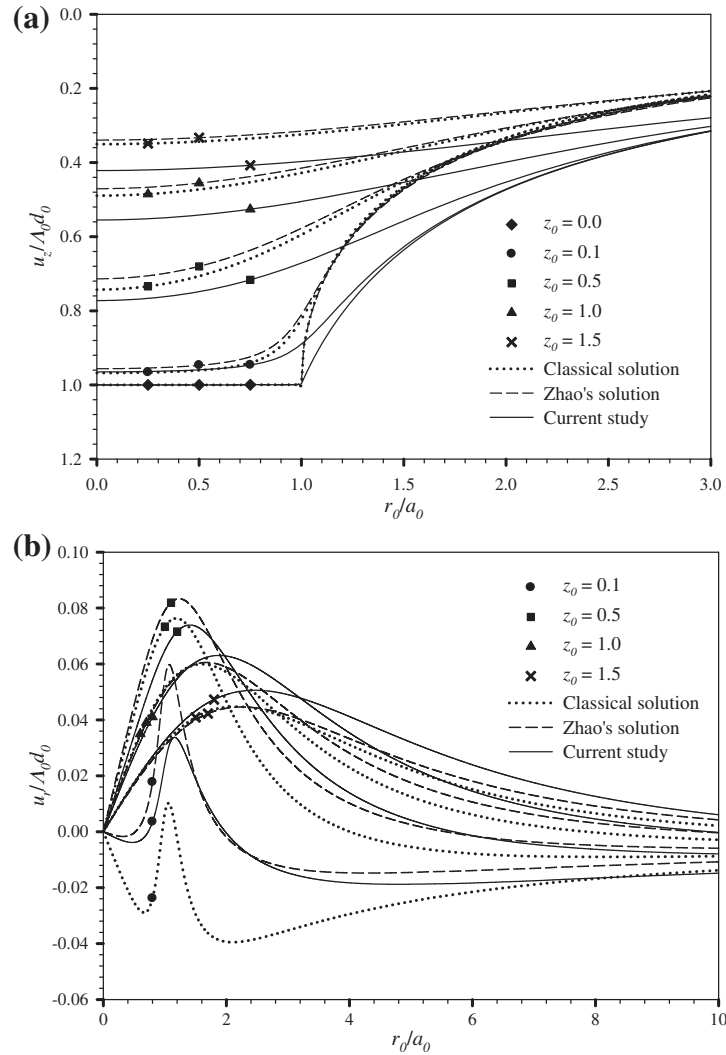 (a)
0.0
0.2
0.4
0.6
0.8
1.0
1.2
u_z/Λ_0d_0
z_0 = 0.0
z_0 = 0.1
z_0 = 0.5
z_0 = 1.0
z_0 = 1.5
Classical solution
Zhao's solution
Current study
0.0 0.5 1.0 1.5 2.0 2.5 3.0
r_0/a_0
(b)
0.10
0.08
0.06
0.04
0.02
0.00
-0.02
-0.04
-0.06
u_r/Λ_0d_0
z_0 = 0.1
z_0 = 0.5
z_0 = 1.0
z_0 = 1.5
Classical solution
Zhao's solution
Current study
0 2 4 6 8 10
r_0/a_0